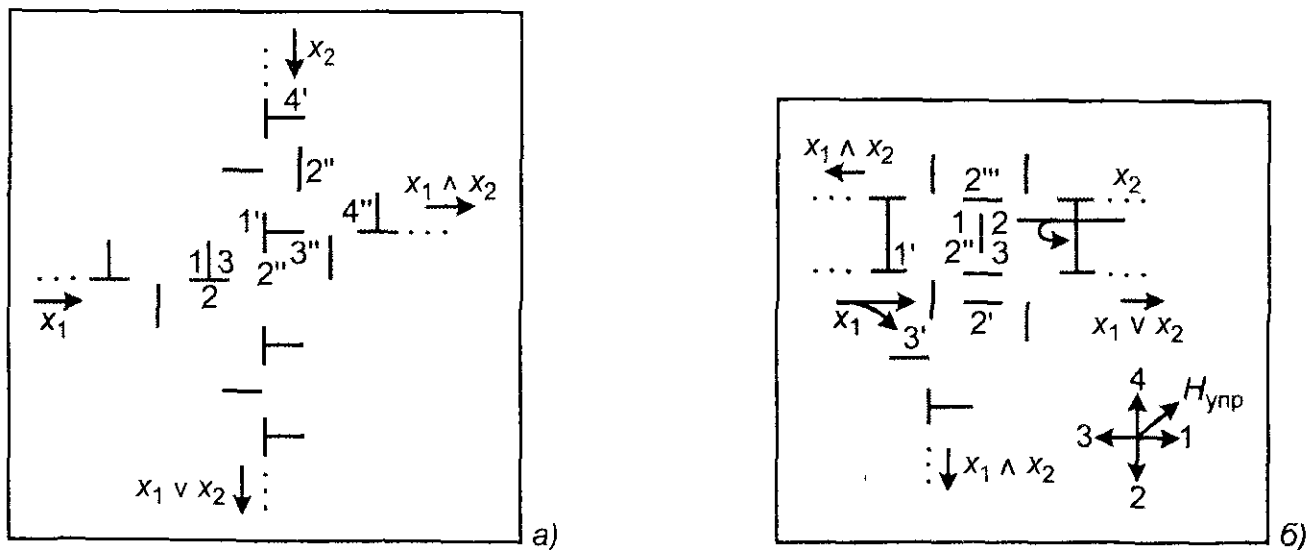 x₂
4'
2"
x₁ ∧ x₂
1' 4"
3"
1 3 2"
2
x₁
x₁ ∨ x₂
а)
x₁ ∧ x₂
2'''
x₂
1 2
1' 2" 3
x₁
3' 2'
x₁ ∨ x₂
4
Hупр
3 1
2
x₁ ∧ x₂
б)